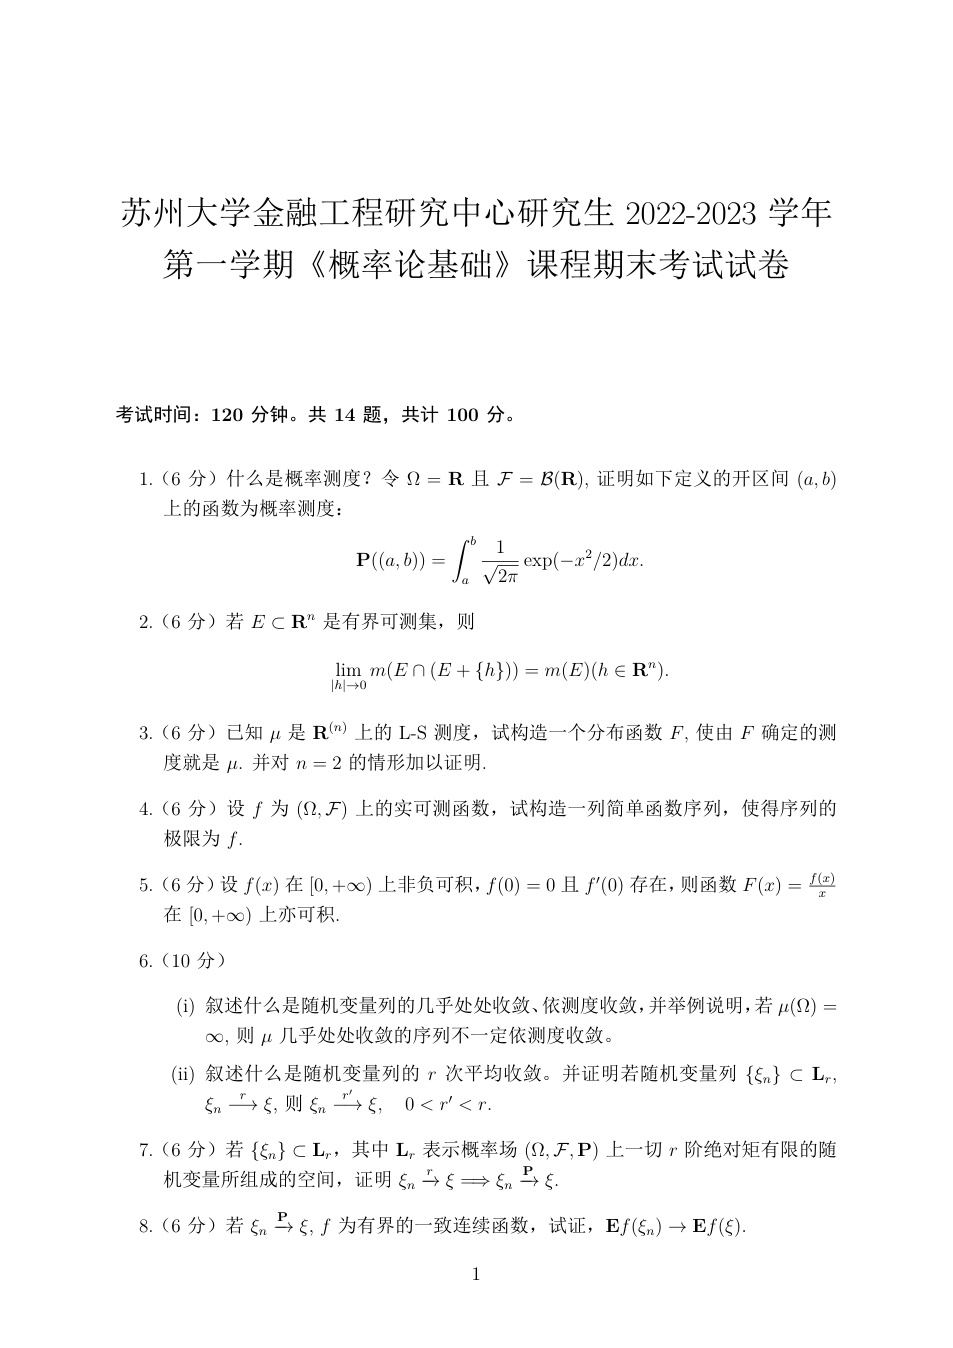 苏州大学金融工程研究中心研究生 2022-2023 学年
第一学期《概率论基础》课程期末考试试卷
考试时间：120 分钟。共 14 题，共计 100 分。
1.（6 分）什么是概率测度？令 Ω = R 且 ℱ = ℬ(R), 证明如下定义的开区间 (a, b)
上的函数为概率测度：
P((a, b)) = ∫_a^b 1/√(2π) exp(−x²/2)dx.
2.（6 分）若 E ⊂ Rⁿ 是有界可测集，则
lim_{|h|→0} m(E ∩ (E + {h})) = m(E)(h ∈ Rⁿ).
3.（6 分）已知 μ 是 R⁽ⁿ⁾ 上的 L-S 测度，试构造一个分布函数 F, 使由 F 确定的测
度就是 μ. 并对 n = 2 的情形加以证明.
4.（6 分）设 f 为 (Ω, ℱ) 上的实可测函数，试构造一列简单函数序列，使得序列的
极限为 f.
5.（6 分）设 f(x) 在 [0, +∞) 上非负可积，f(0) = 0 且 f′(0) 存在，则函数 F(x) = f(x)/x
在 [0, +∞) 上亦可积.
6.（10 分）
(i) 叙述什么是随机变量列的几乎处处收敛、依测度收敛，并举例说明，若 μ(Ω) =
∞, 则 μ 几乎处处收敛的序列不一定依测度收敛。
(ii) 叙述什么是随机变量列的 r 次平均收敛。并证明若随机变量列 {ξₙ} ⊂ Lᵣ,
ξₙ —r→ ξ, 则 ξₙ —r′→ ξ, 0 < r′ < r.
7.（6 分）若 {ξₙ} ⊂ Lᵣ，其中 Lᵣ 表示概率场 (Ω, ℱ, P) 上一切 r 阶绝对矩有限的随
机变量所组成的空间，证明 ξₙ —r→ ξ ⟹ ξₙ —P→ ξ.
8.（6 分）若 ξₙ —P→ ξ, f 为有界的一致连续函数，试证，Ef(ξₙ) → Ef(ξ).
1